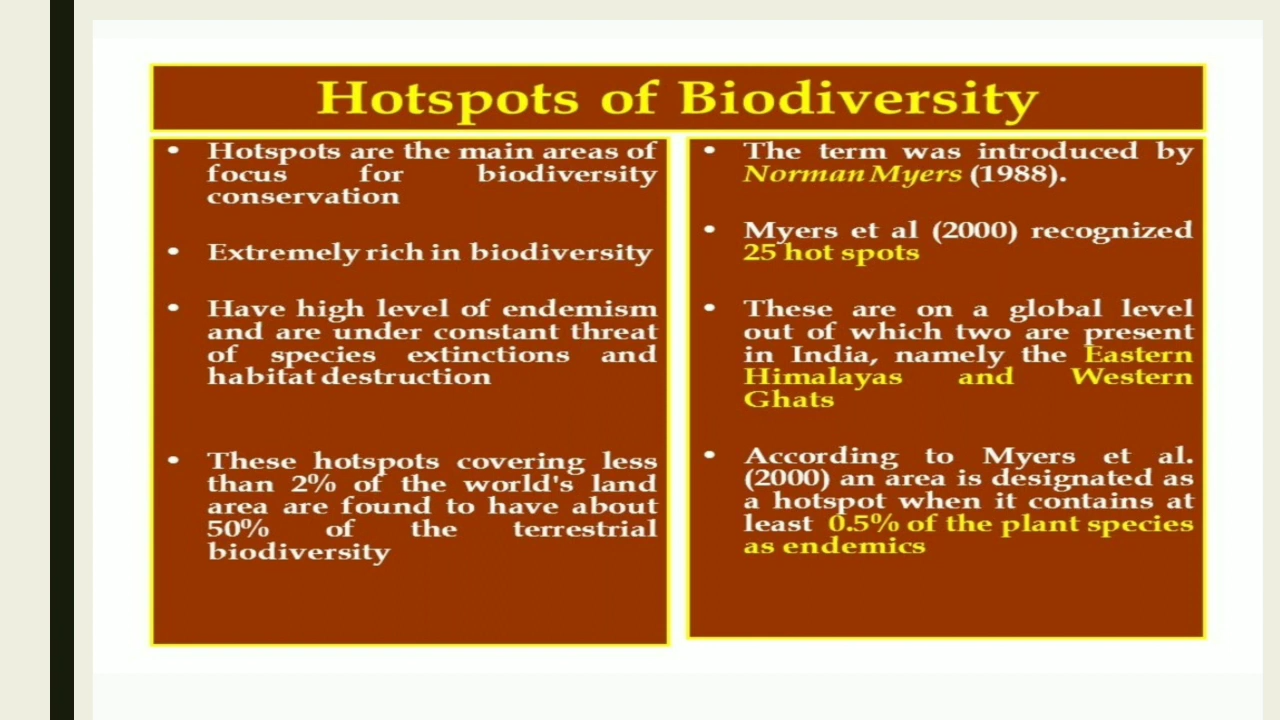 Hotspots of Biodiversity
• Hotspots are the main areas of
focus for biodiversity
conservation
• Extremely rich in biodiversity
• Have high level of endemism
and are under constant threat
of species extinctions and
habitat destruction
• These hotspots covering less
than 2% of the world's land
area are found to have about
50% of the terrestrial
biodiversity
• The term was introduced by
Norman Myers (1988).
• Myers et al (2000) recognized
25 hot spots
• These are on a global level
out of which two are present
in India, namely the Eastern
Himalayas and Western
Ghats
• According to Myers et al.
(2000) an area is designated as
a hotspot when it contains at
least 0.5% of the plant species
as endemics